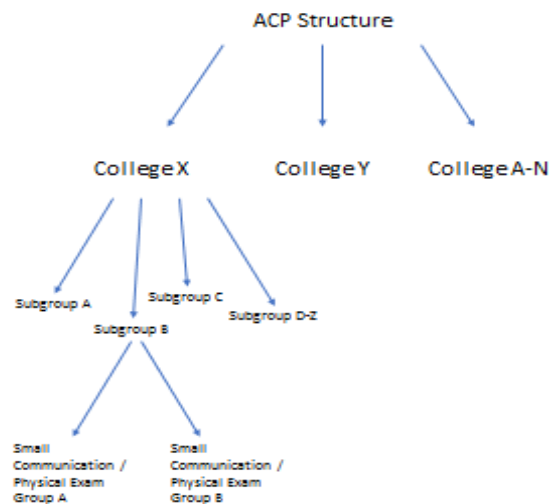 ACP Structure
College X
College Y
College A-N
Subgroup A
Subgroup B
Subgroup C
Subgroup D-Z
Small
Communication /
Physical Exam
Group A
Small
Communication /
Physical Exam
Group B